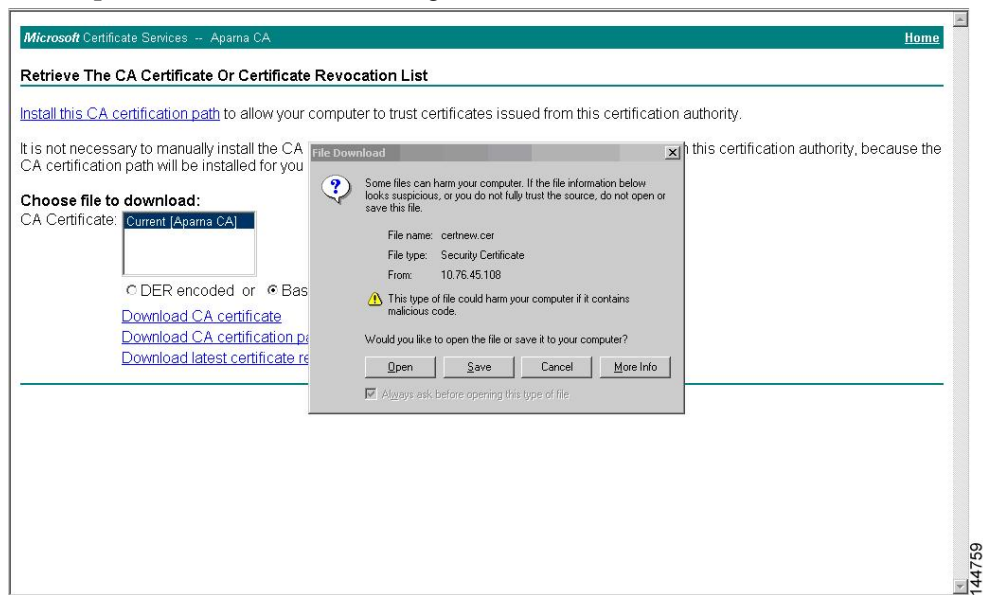 Microsoft Certificate Services -- Aparna CA Home
Retrieve The CA Certificate Or Certificate Revocation List
Install this CA certification path to allow your computer to trust certificates issued from this certification authority.
It is not necessary to manually install the CA this certification authority, because the
CA certification path will be installed for you
Choose file to download:
CA Certificate: Current [Aparna CA]
DER encoded or Bas
Download CA certificate
Download CA certification pa
Download latest certificate re
File Download
Some files can harm your computer. If the file information below
looks suspicious, or you do not fully trust the source, do not open or
save this file.
File name: certnew.cer
File type: Security Certificate
From: 10.76.45.108
This type of file could harm your computer if it contains
malicious code.
Would you like to open the file or save it to your computer?
Open Save Cancel More Info
Always ask before opening this type of file
144759